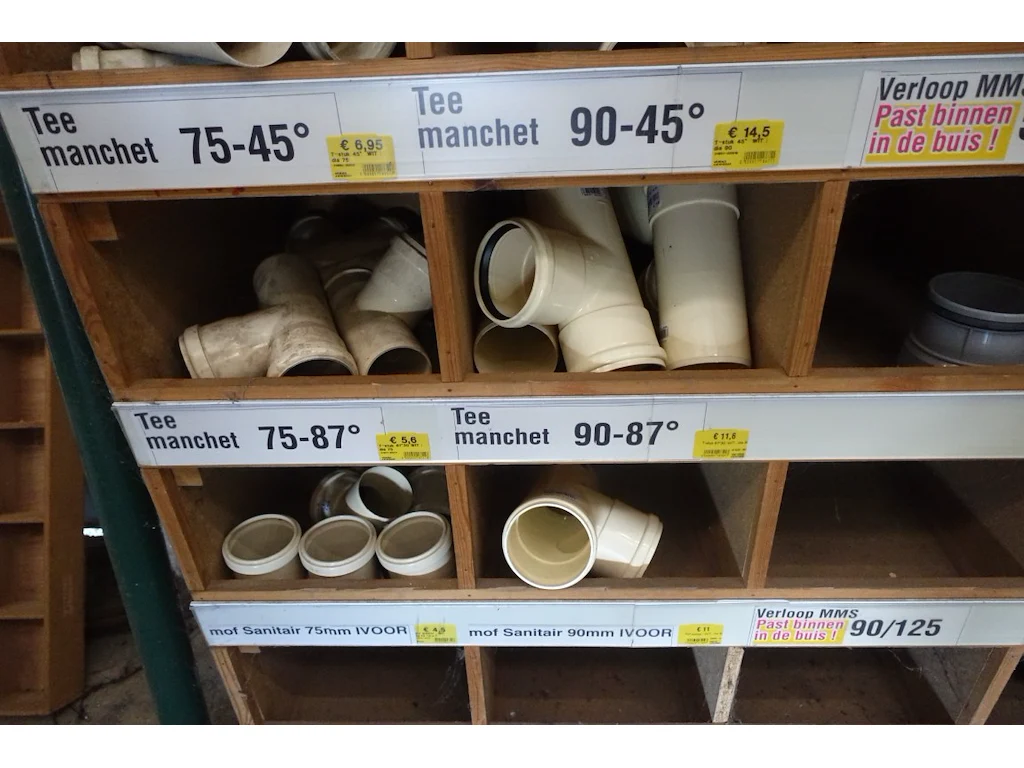 Tee
manchet 75-45°
€ 6,95
Tee
manchet 90-45°
€ 14,5
Verloop MMS
Past binnen
in de buis !
Tee
manchet 75-87°
€ 5,6
Tee
manchet 90-87°
€ 11,6
mof Sanitair 75mm IVOOR
€ 4,5
mof Sanitair 90mm IVOOR
€ 11
Verloop MMS
Past binnen
in de buis !
90/125